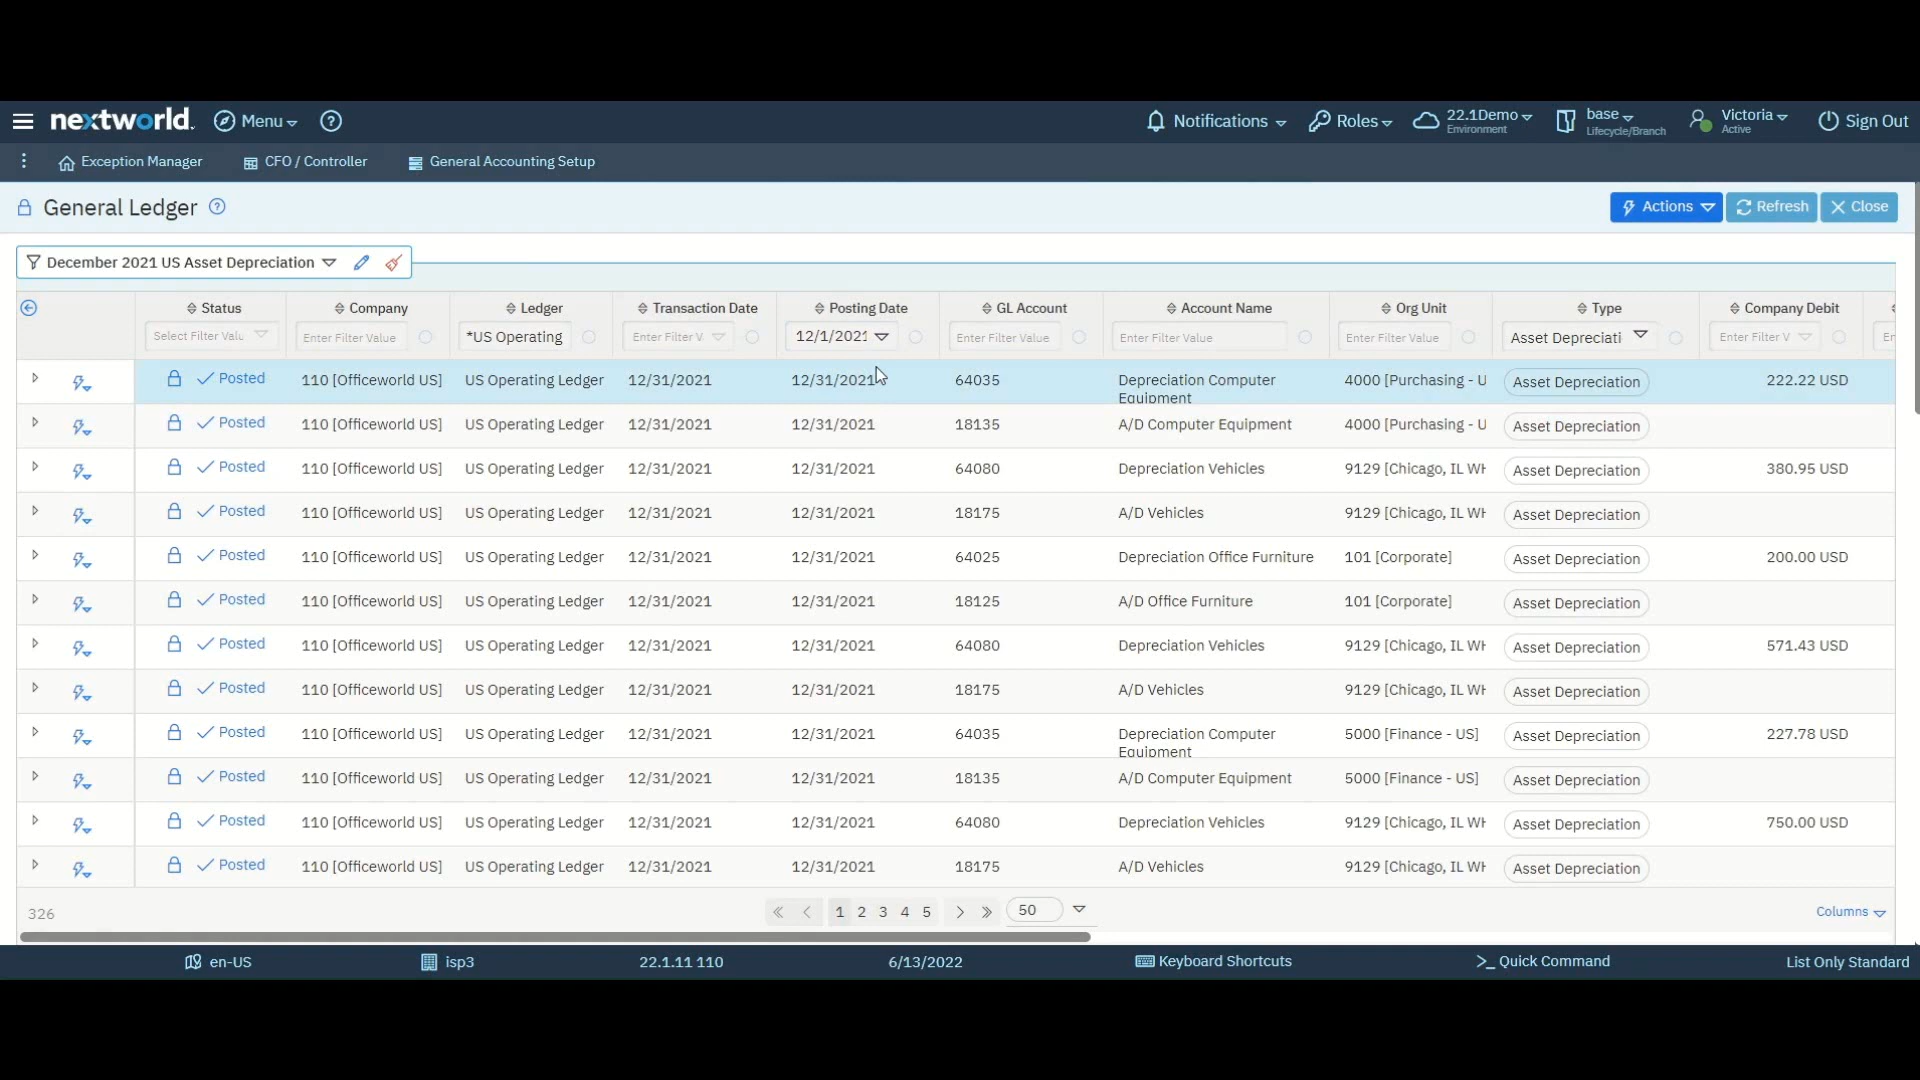 nextworld. Menu Notifications Roles 22.1Demo Environment base Lifecycle/Branch Victoria Active Sign Out
Exception Manager CFO / Controller General Accounting Setup
General Ledger Actions Refresh Close
December 2021 US Asset Depreciation
Status Company Ledger Transaction Date Posting Date GL Account Account Name Org Unit Type Company Debit
Select Filter Valu Enter Filter Value *US Operating Enter Filter V 12/1/2021 Enter Filter Value Enter Filter Value Enter Filter Value Asset Depreciati Enter Filter V En
Posted 110 [Officeworld US] US Operating Ledger 12/31/2021 12/31/2021 64035 Depreciation Computer Equipment 4000 [Purchasing - U Asset Depreciation 222.22 USD
Posted 110 [Officeworld US] US Operating Ledger 12/31/2021 12/31/2021 18135 A/D Computer Equipment 4000 [Purchasing - U Asset Depreciation
Posted 110 [Officeworld US] US Operating Ledger 12/31/2021 12/31/2021 64080 Depreciation Vehicles 9129 [Chicago, IL WH Asset Depreciation 380.95 USD
Posted 110 [Officeworld US] US Operating Ledger 12/31/2021 12/31/2021 18175 A/D Vehicles 9129 [Chicago, IL WH Asset Depreciation
Posted 110 [Officeworld US] US Operating Ledger 12/31/2021 12/31/2021 64025 Depreciation Office Furniture 101 [Corporate] Asset Depreciation 200.00 USD
Posted 110 [Officeworld US] US Operating Ledger 12/31/2021 12/31/2021 18125 A/D Office Furniture 101 [Corporate] Asset Depreciation
Posted 110 [Officeworld US] US Operating Ledger 12/31/2021 12/31/2021 64080 Depreciation Vehicles 9129 [Chicago, IL WH Asset Depreciation 571.43 USD
Posted 110 [Officeworld US] US Operating Ledger 12/31/2021 12/31/2021 18175 A/D Vehicles 9129 [Chicago, IL WH Asset Depreciation
Posted 110 [Officeworld US] US Operating Ledger 12/31/2021 12/31/2021 64035 Depreciation Computer Equipment 5000 [Finance - US] Asset Depreciation 227.78 USD
Posted 110 [Officeworld US] US Operating Ledger 12/31/2021 12/31/2021 18135 A/D Computer Equipment 5000 [Finance - US] Asset Depreciation
Posted 110 [Officeworld US] US Operating Ledger 12/31/2021 12/31/2021 64080 Depreciation Vehicles 9129 [Chicago, IL WH Asset Depreciation 750.00 USD
Posted 110 [Officeworld US] US Operating Ledger 12/31/2021 12/31/2021 18175 A/D Vehicles 9129 [Chicago, IL WH Asset Depreciation
326 1 2 3 4 5 50 Columns
en-US isp3 22.1.11 110 6/13/2022 Keyboard Shortcuts Quick Command List Only Standard